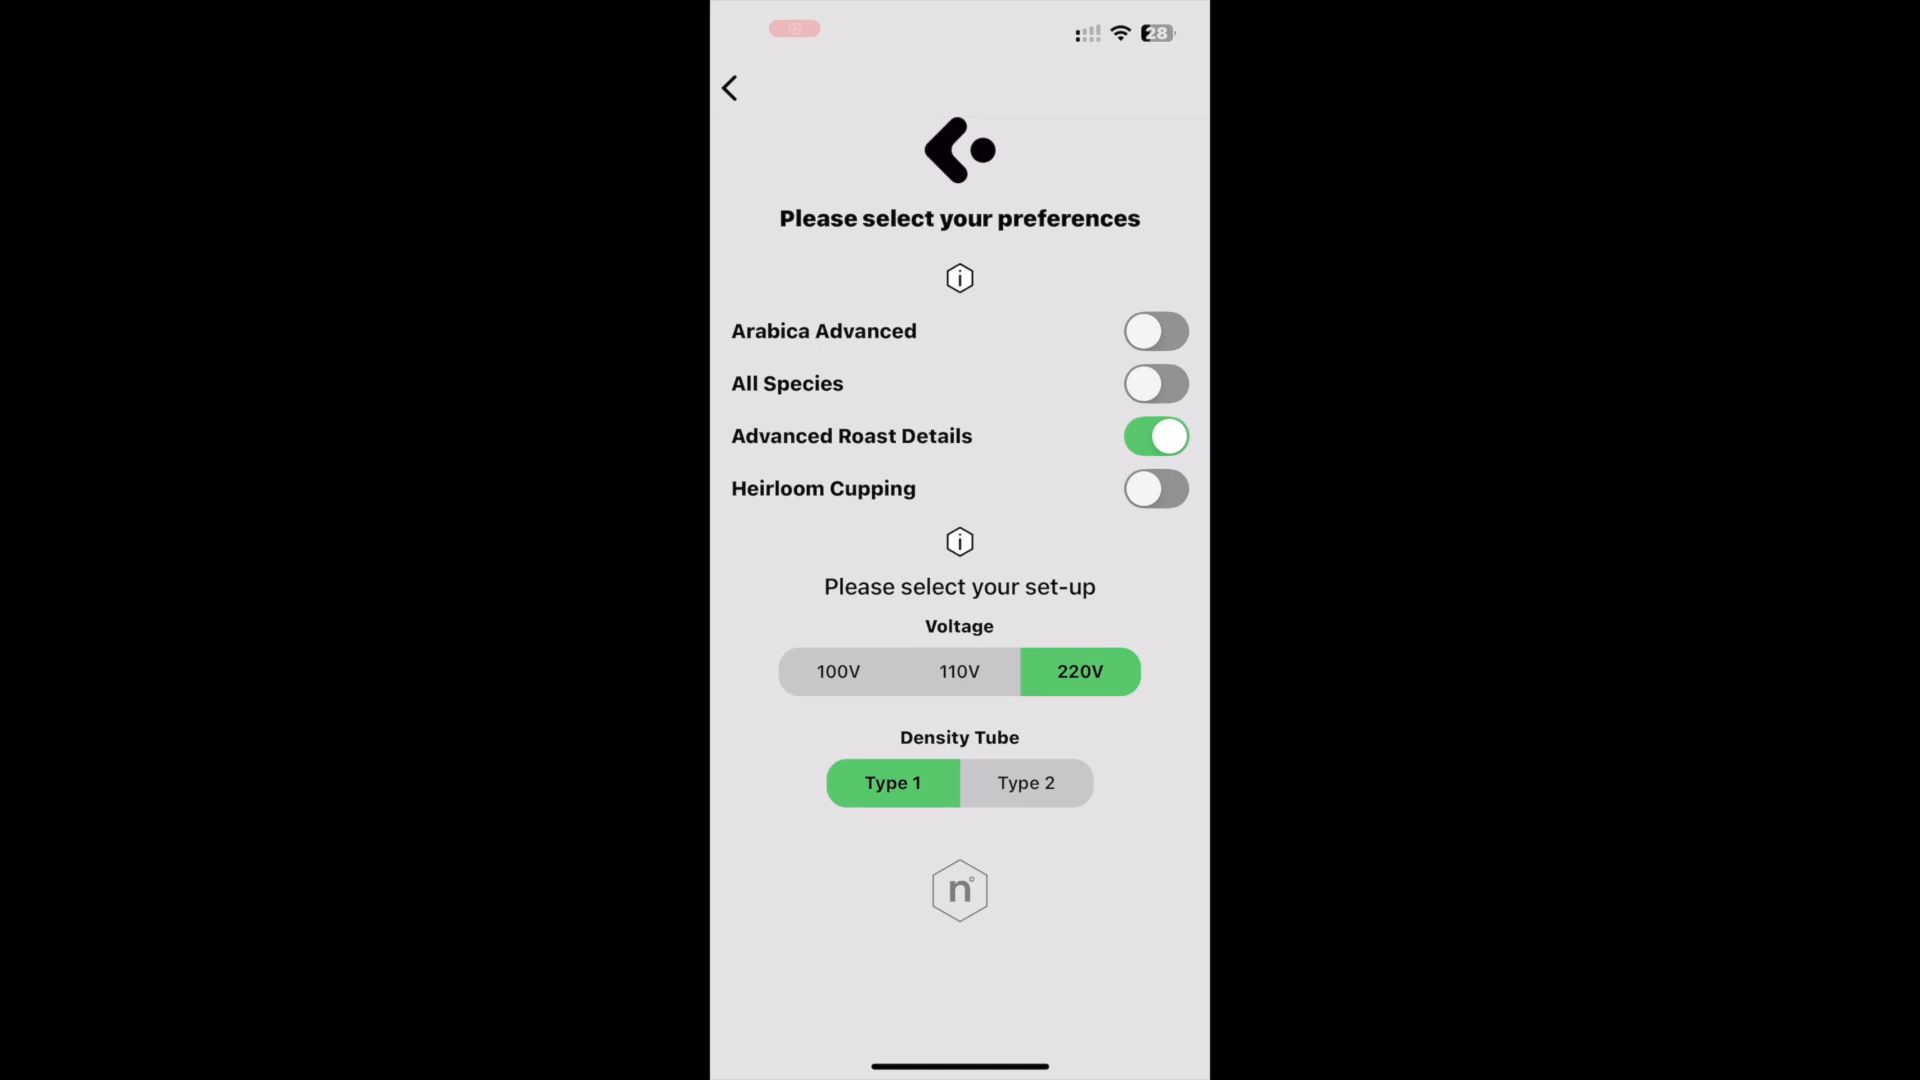 28
Please select your preferences
Arabica Advanced
All Species
Advanced Roast Details
Heirloom Cupping
Please select your set-up
Voltage
100V 110V 220V
Density Tube
Type 1 Type 2
n°